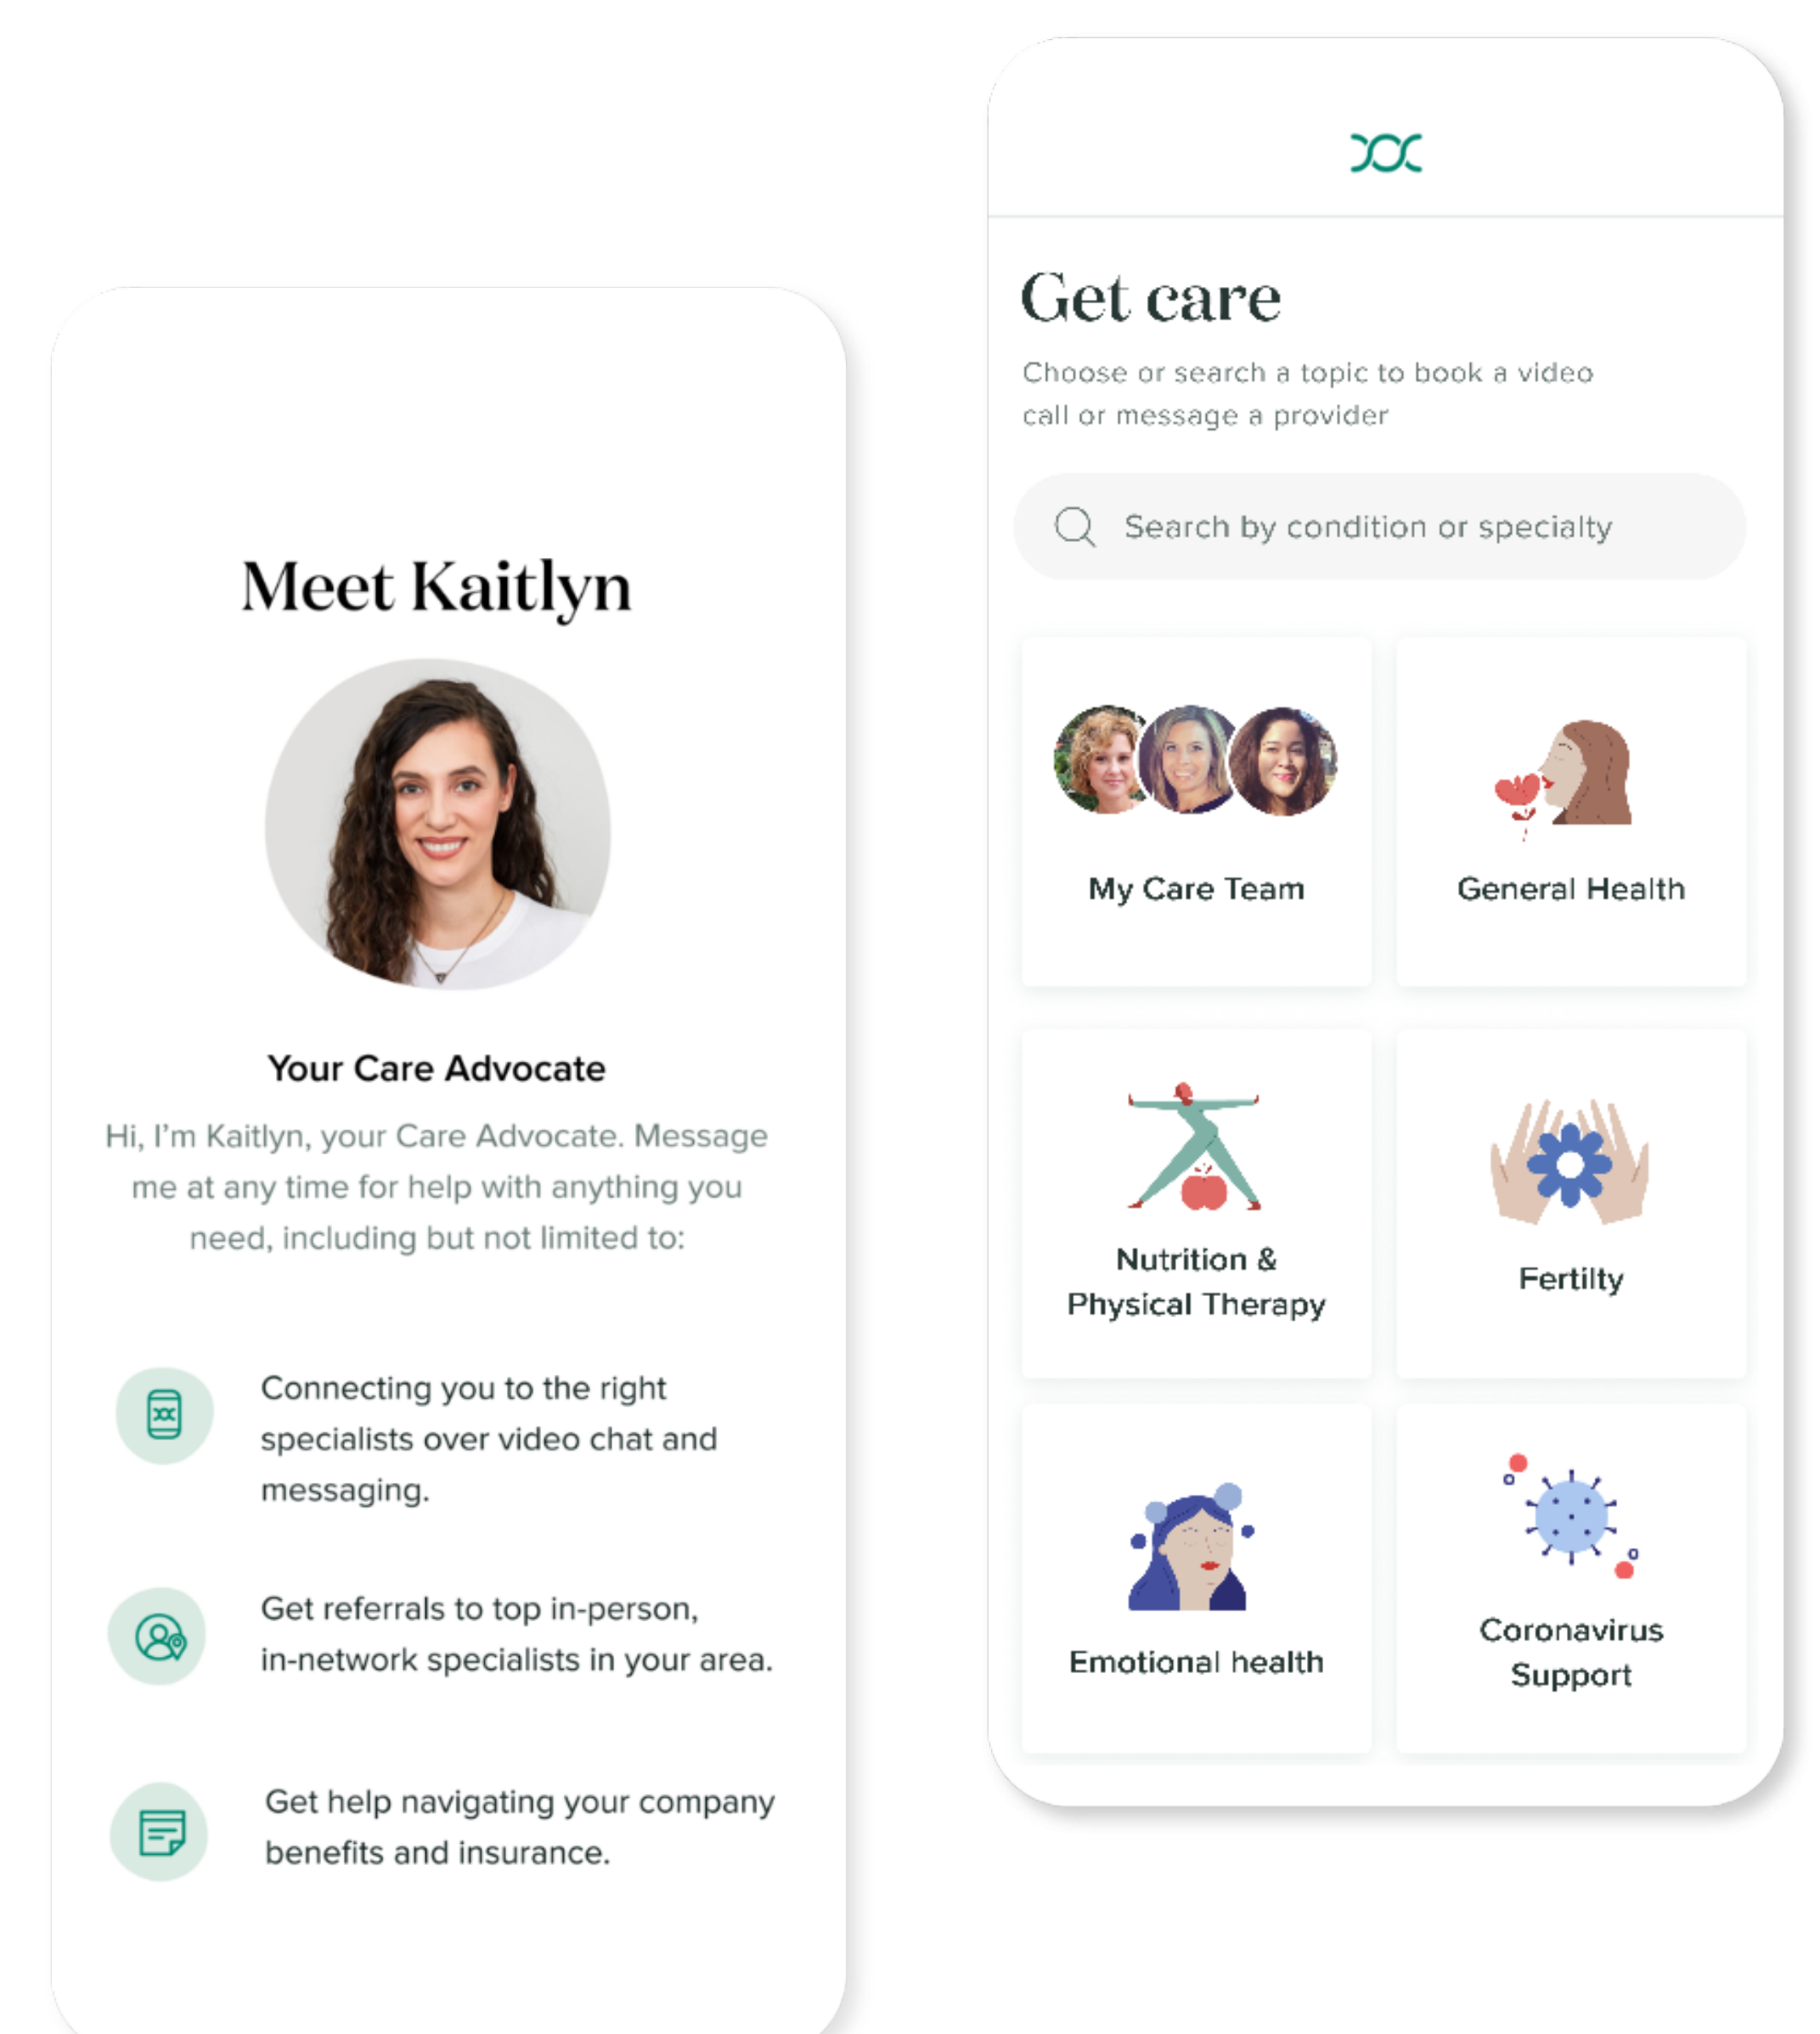 Meet Kaitlyn
Your Care Advocate
Hi, I'm Kaitlyn, your Care Advocate. Message
me at any time for help with anything you
need, including but not limited to:
Connecting you to the right
specialists over video chat and
messaging.
Get referrals to top in-person,
in-network specialists in your area.
Get help navigating your company
benefits and insurance.
Get care
Choose or search a topic to book a video
call or message a provider
Search by condition or specialty
My Care Team
General Health
Nutrition &
Physical Therapy
Fertilty
Emotional health
Coronavirus
Support